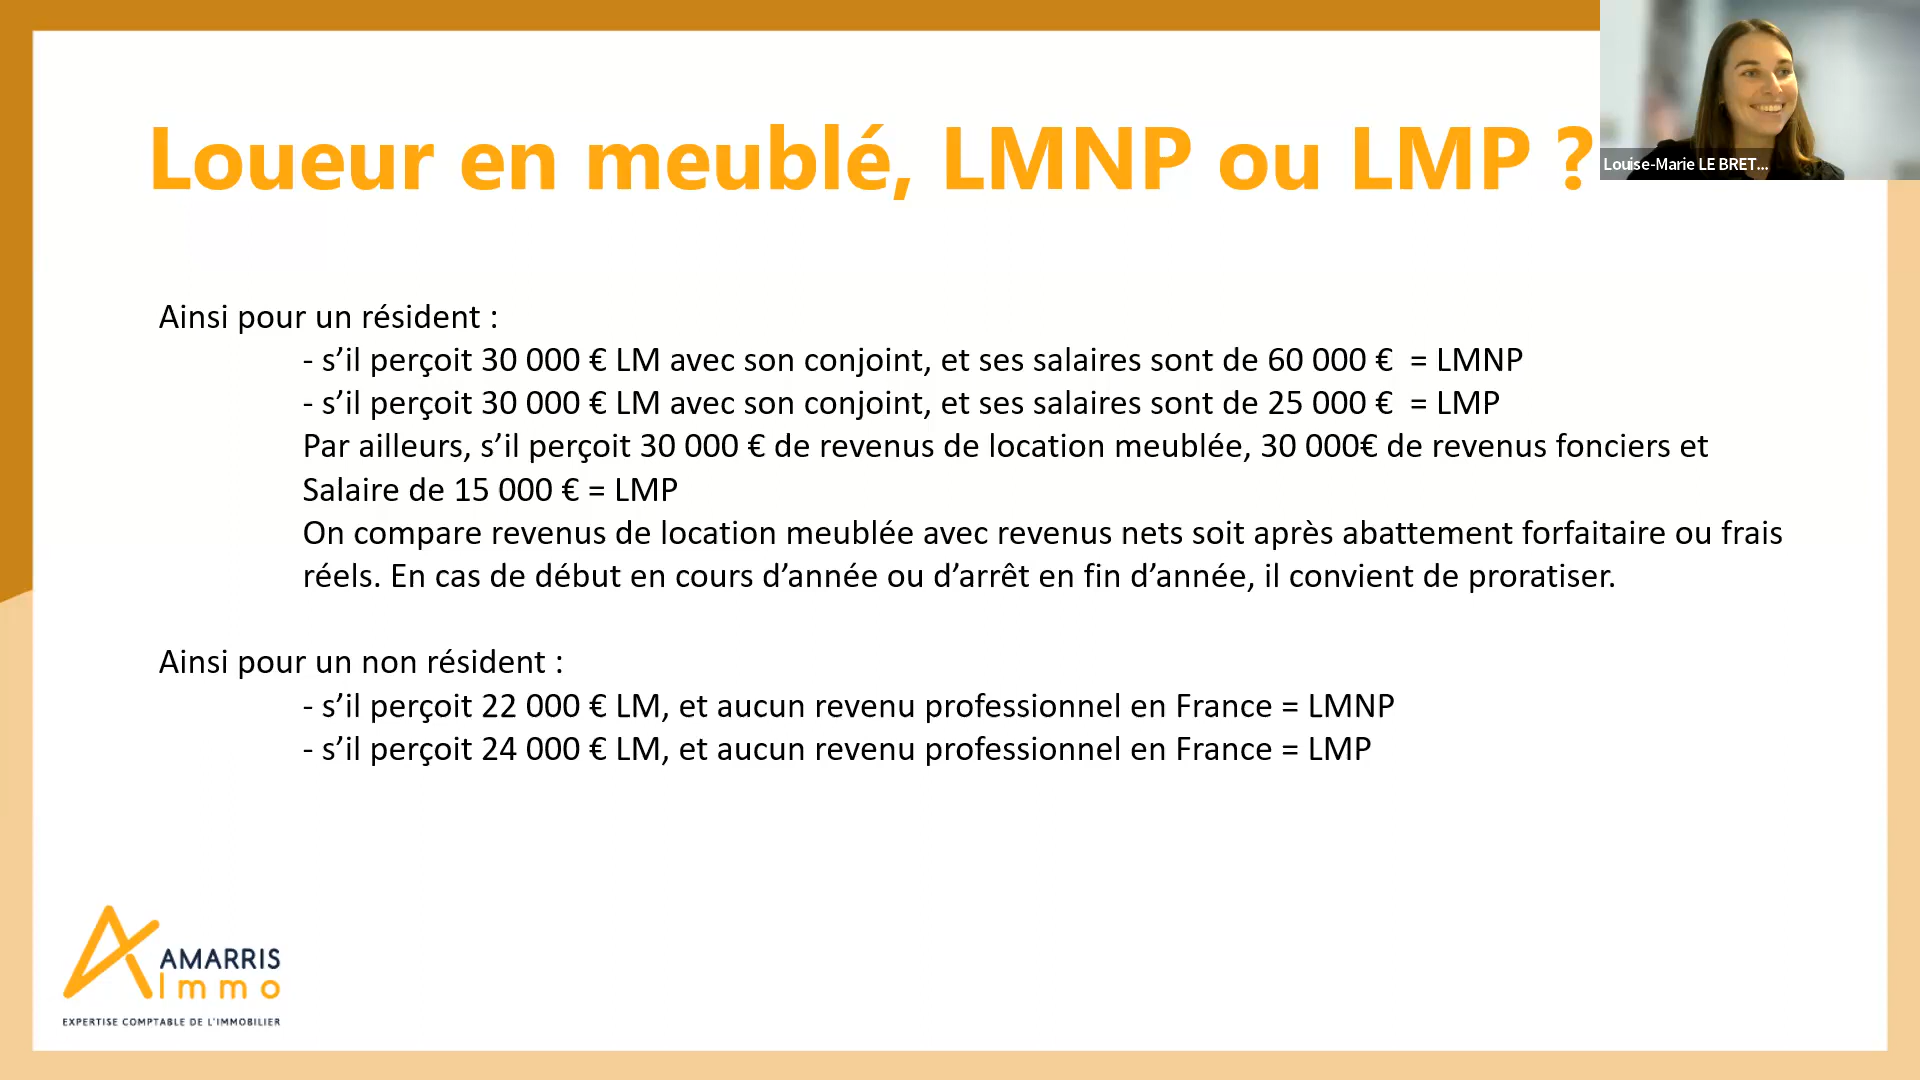 Loueur en meublé, LMNP ou LMP ?
Louise-Marie LE BRET...
Ainsi pour un résident :
- s’il perçoit 30 000 € LM avec son conjoint, et ses salaires sont de 60 000 €  = LMNP
- s’il perçoit 30 000 € LM avec son conjoint, et ses salaires sont de 25 000 €  = LMP
Par ailleurs, s’il perçoit 30 000 € de revenus de location meublée, 30 000€ de revenus fonciers et
Salaire de 15 000 € = LMP
On compare revenus de location meublée avec revenus nets soit après abattement forfaitaire ou frais
réels. En cas de début en cours d’année ou d’arrêt en fin d’année, il convient de proratiser.
Ainsi pour un non résident :
- s’il perçoit 22 000 € LM, et aucun revenu professionnel en France = LMNP
- s’il perçoit 24 000 € LM, et aucun revenu professionnel en France = LMP
AMARRIS
Immo
EXPERTISE COMPTABLE DE L'IMMOBILIER